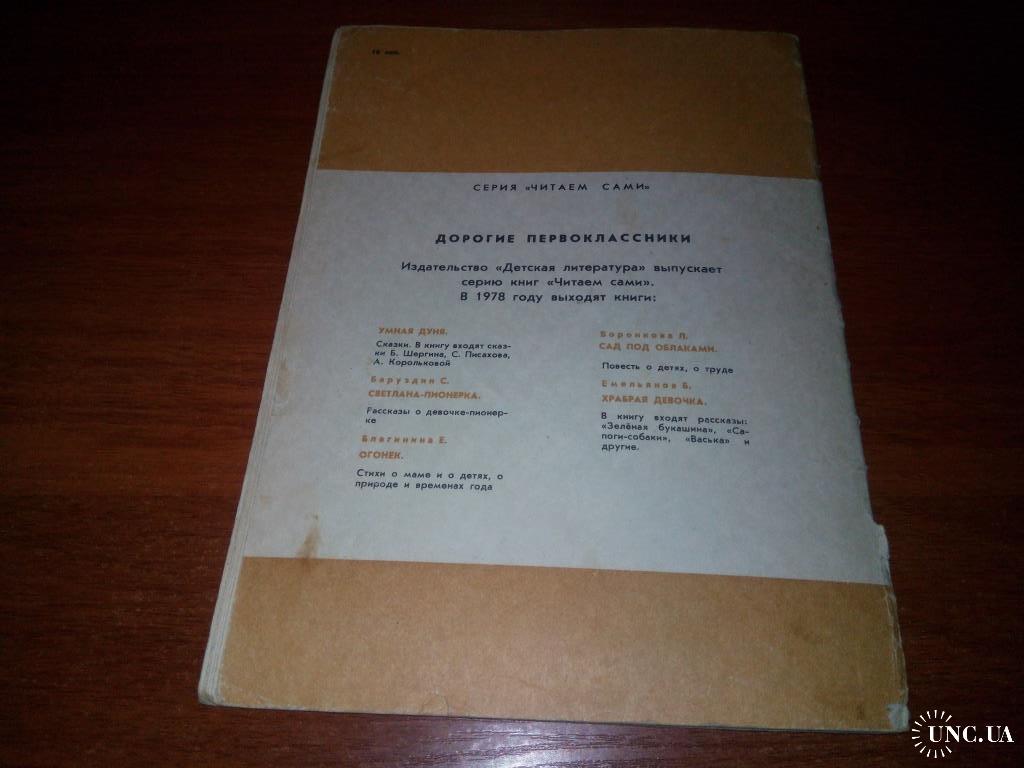 СЕРИЯ «ЧИТАЕМ САМИ»
ДОРОГИЕ ПЕРВОКЛАССНИКИ
Издательство «Детская литература» выпускает
серию книг «Читаем сами».
В 1978 году выходят книги:
УМНАЯ ДУНЯ.
Сказки. В книгу входят сказ-
ки Б. Шергина, С. Писахова,
А. Корольковой
Баруздин С.
СВЕТЛАНА-ПИОНЕРКА.
Рассказы о девочке-пионер-
ке
Благинина Е.
ОГОНЕК.
Стихи о маме и о детях, о
природе и временах года
Воронкова Л.
САД ПОД ОБЛАКАМИ.
Повесть о детях, о труде
Емельянов Б.
ХРАБРАЯ ДЕВОЧКА.
В книгу входят рассказы:
«Зелёная букашина», «Са-
поги-собаки», «Васька» и
другие.
UNC.UA